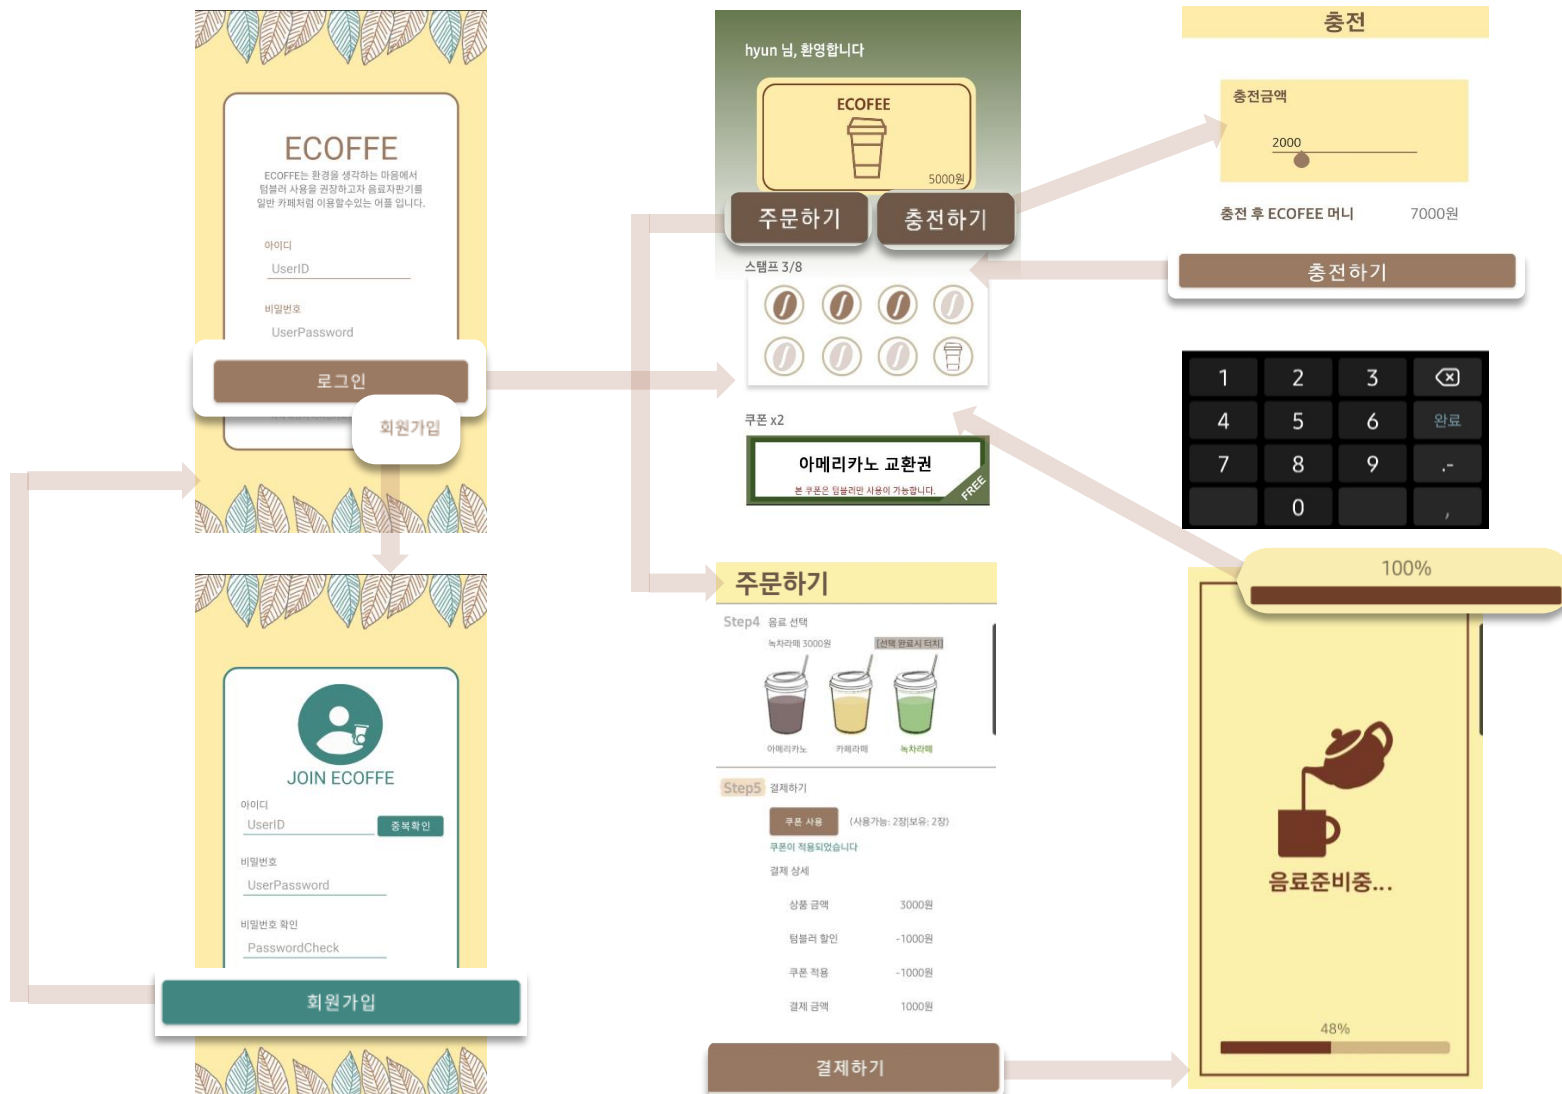 ECOFFE
ECOFFE는 환경을 생각하는 마음에서
텀블러 사용을 권장하고자 음료자판기를
일반 카페처럼 이용할수있는 어플 입니다.
아이디
UserID
비밀번호
UserPassword
로그인
회원가입
JOIN ECOFFE
아이디
UserID
중복확인
비밀번호
UserPassword
비밀번호 확인
PasswordCheck
회원가입
hyun 님, 환영합니다
ECOFEE
5000원
주문하기
충전하기
스탬프 3/8
쿠폰 x2
아메리카노 교환권
본 쿠폰은 텀블러만 사용이 가능합니다.
FREE
주문하기
Step4 음료 선택
녹차라떼 3000원 [선택 완료시 터치]
아메리카노 카페라떼 녹차라떼
Step5 결제하기
쿠폰 사용 (사용가능: 2장|보유: 2장)
쿠폰이 적용되었습니다
결제 상세
상품 금액 3000원
텀블러 할인 -1000원
쿠폰 적용 -1000원
결제 금액 1000원
결제하기
충전
충전금액
2000
충전 후 ECOFEE 머니 7000원
충전하기
1 2 3
4 5 6 완료
7 8 9 .-
0 ,
100%
음료준비중...
48%